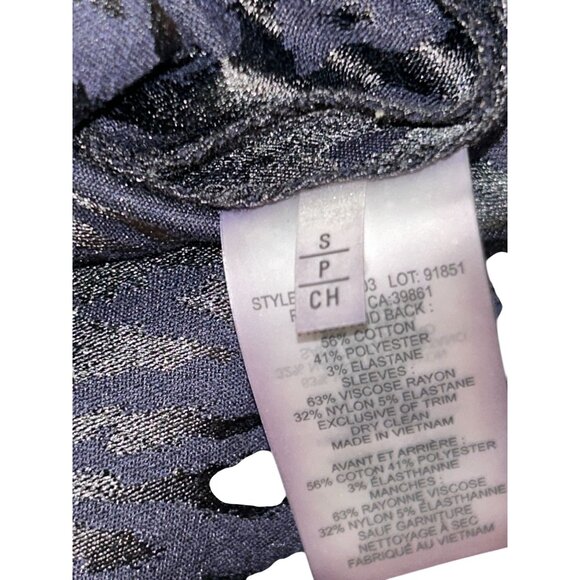 S
P
CH
STYLE 03 LOT: 91851
CA:39861
BACK :
56% COTTON
41% POLYESTER
3% ELASTANE
SLEEVES :
63% VISCOSE RAYON
32% NYLON 5% ELASTANE
EXCLUSIVE OF TRIM
DRY CLEAN
MADE IN VIETNAM
AVANT ET ARRIÈRE :
56% COTON 41% POLYESTER
3% ÉLASTHANNE
MANCHES :
63% RAYONNE VISCOSE
32% NYLON 5% ÉLASTHANNE
SAUF GARNITURE
NETTOYAGE À SEC
FABRIQUÉ AU VIETNAM